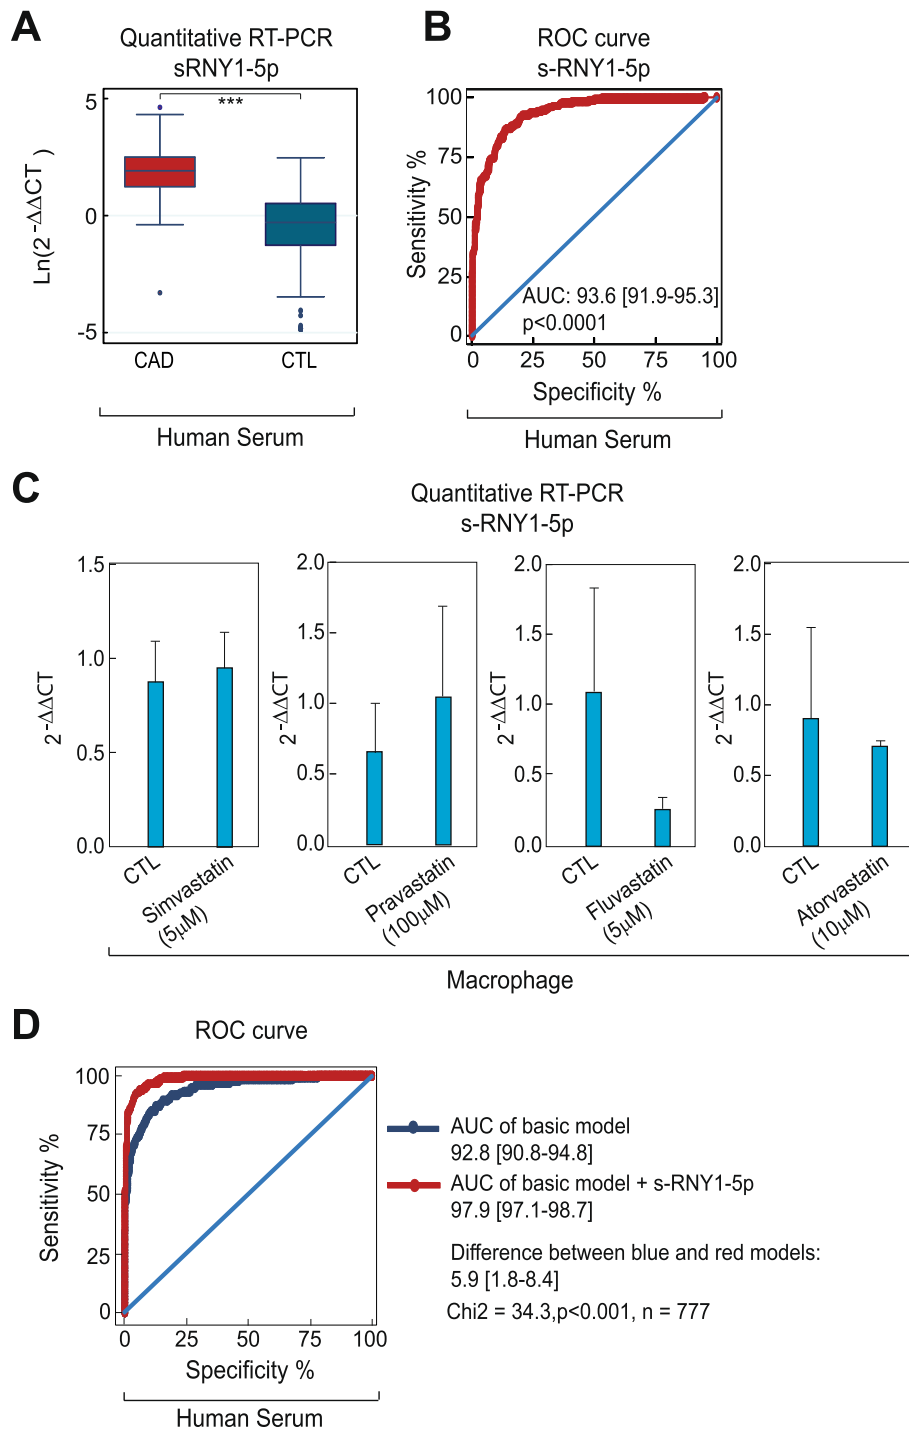 A
Quantitative RT-PCR
sRNY1-5p
***
5
0
-5
Ln(2^-ΔΔCT)
CAD
CTL
Human Serum
B
ROC curve
s-RNY1-5p
100
75
50
25
0
Sensitivity %
AUC: 93.6 [91.9-95.3]
p<0.0001
0 25 50 75 100
Specificity %
Human Serum
C
Quantitative RT-PCR
s-RNY1-5p
1.5
1.0
0.5
0.0
2^-ΔΔCT
CTL
Simvastatin
(5µM)
2.0
1.5
1.0
0.5
0.0
2^-ΔΔCT
CTL
Pravastatin
(100µM)
2.0
1.5
1.0
0.5
0.0
2^-ΔΔCT
CTL
Fluvastatin
(5µM)
2.0
1.5
1.0
0.5
0.0
2^-ΔΔCT
CTL
Atorvastatin
(10µM)
Macrophage
D
ROC curve
100
75
50
25
0
Sensitivity %
0 25 50 75 100
Specificity %
Human Serum
AUC of basic model
92.8 [90.8-94.8]
AUC of basic model + s-RNY1-5p
97.9 [97.1-98.7]
Difference between blue and red models:
5.9 [1.8-8.4]
Chi2 = 34.3,p<0.001, n = 777